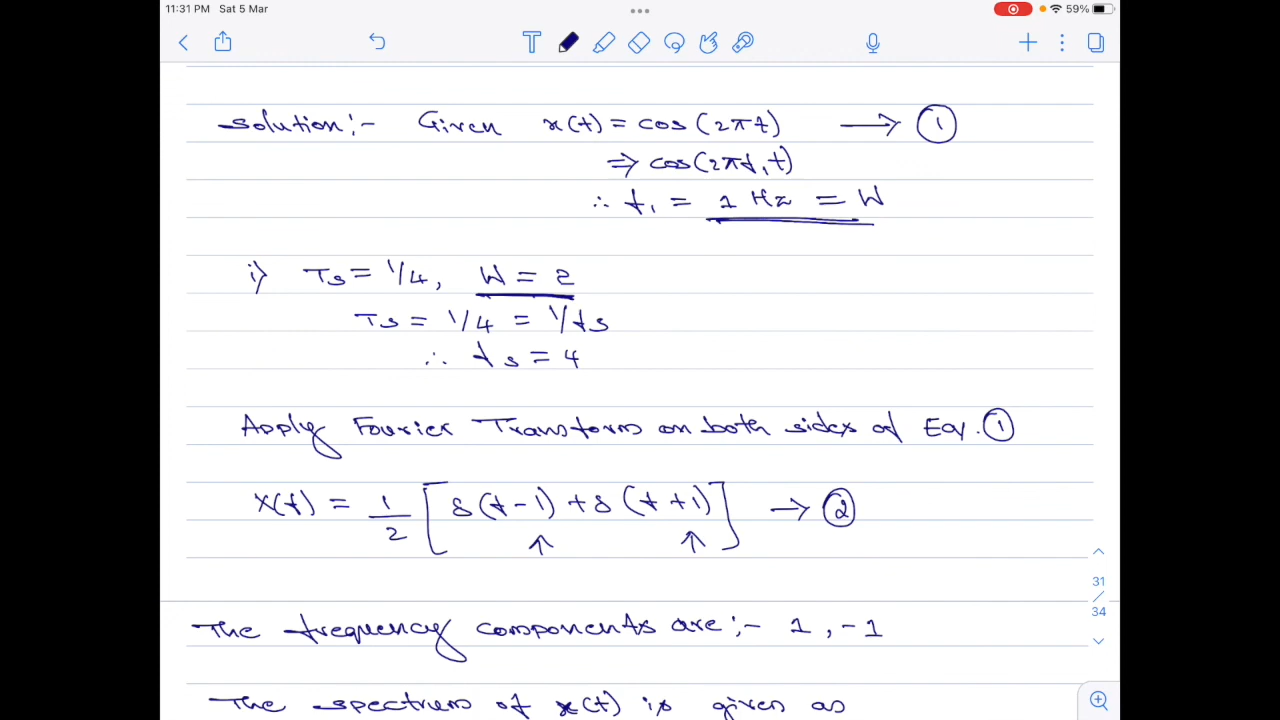 11:31 PM Sat 5 Mar
59%
Solution:- Given x(t) = cos(2πt) → ①
⇒ cos(2πf₁t)
∴ f₁ = 1 Hz = W
i) Ts = 1/4, W = 2
Ts = 1/4 = 1/fs
∴ fs = 4
Apply Fourier Transform on both sides of Eq. ①
X(f) = 1/2 [δ(f-1) + δ(f+1)] → ②
31
/
34
The frequency components are:- 1, -1
The spectrum of x(t) is given as